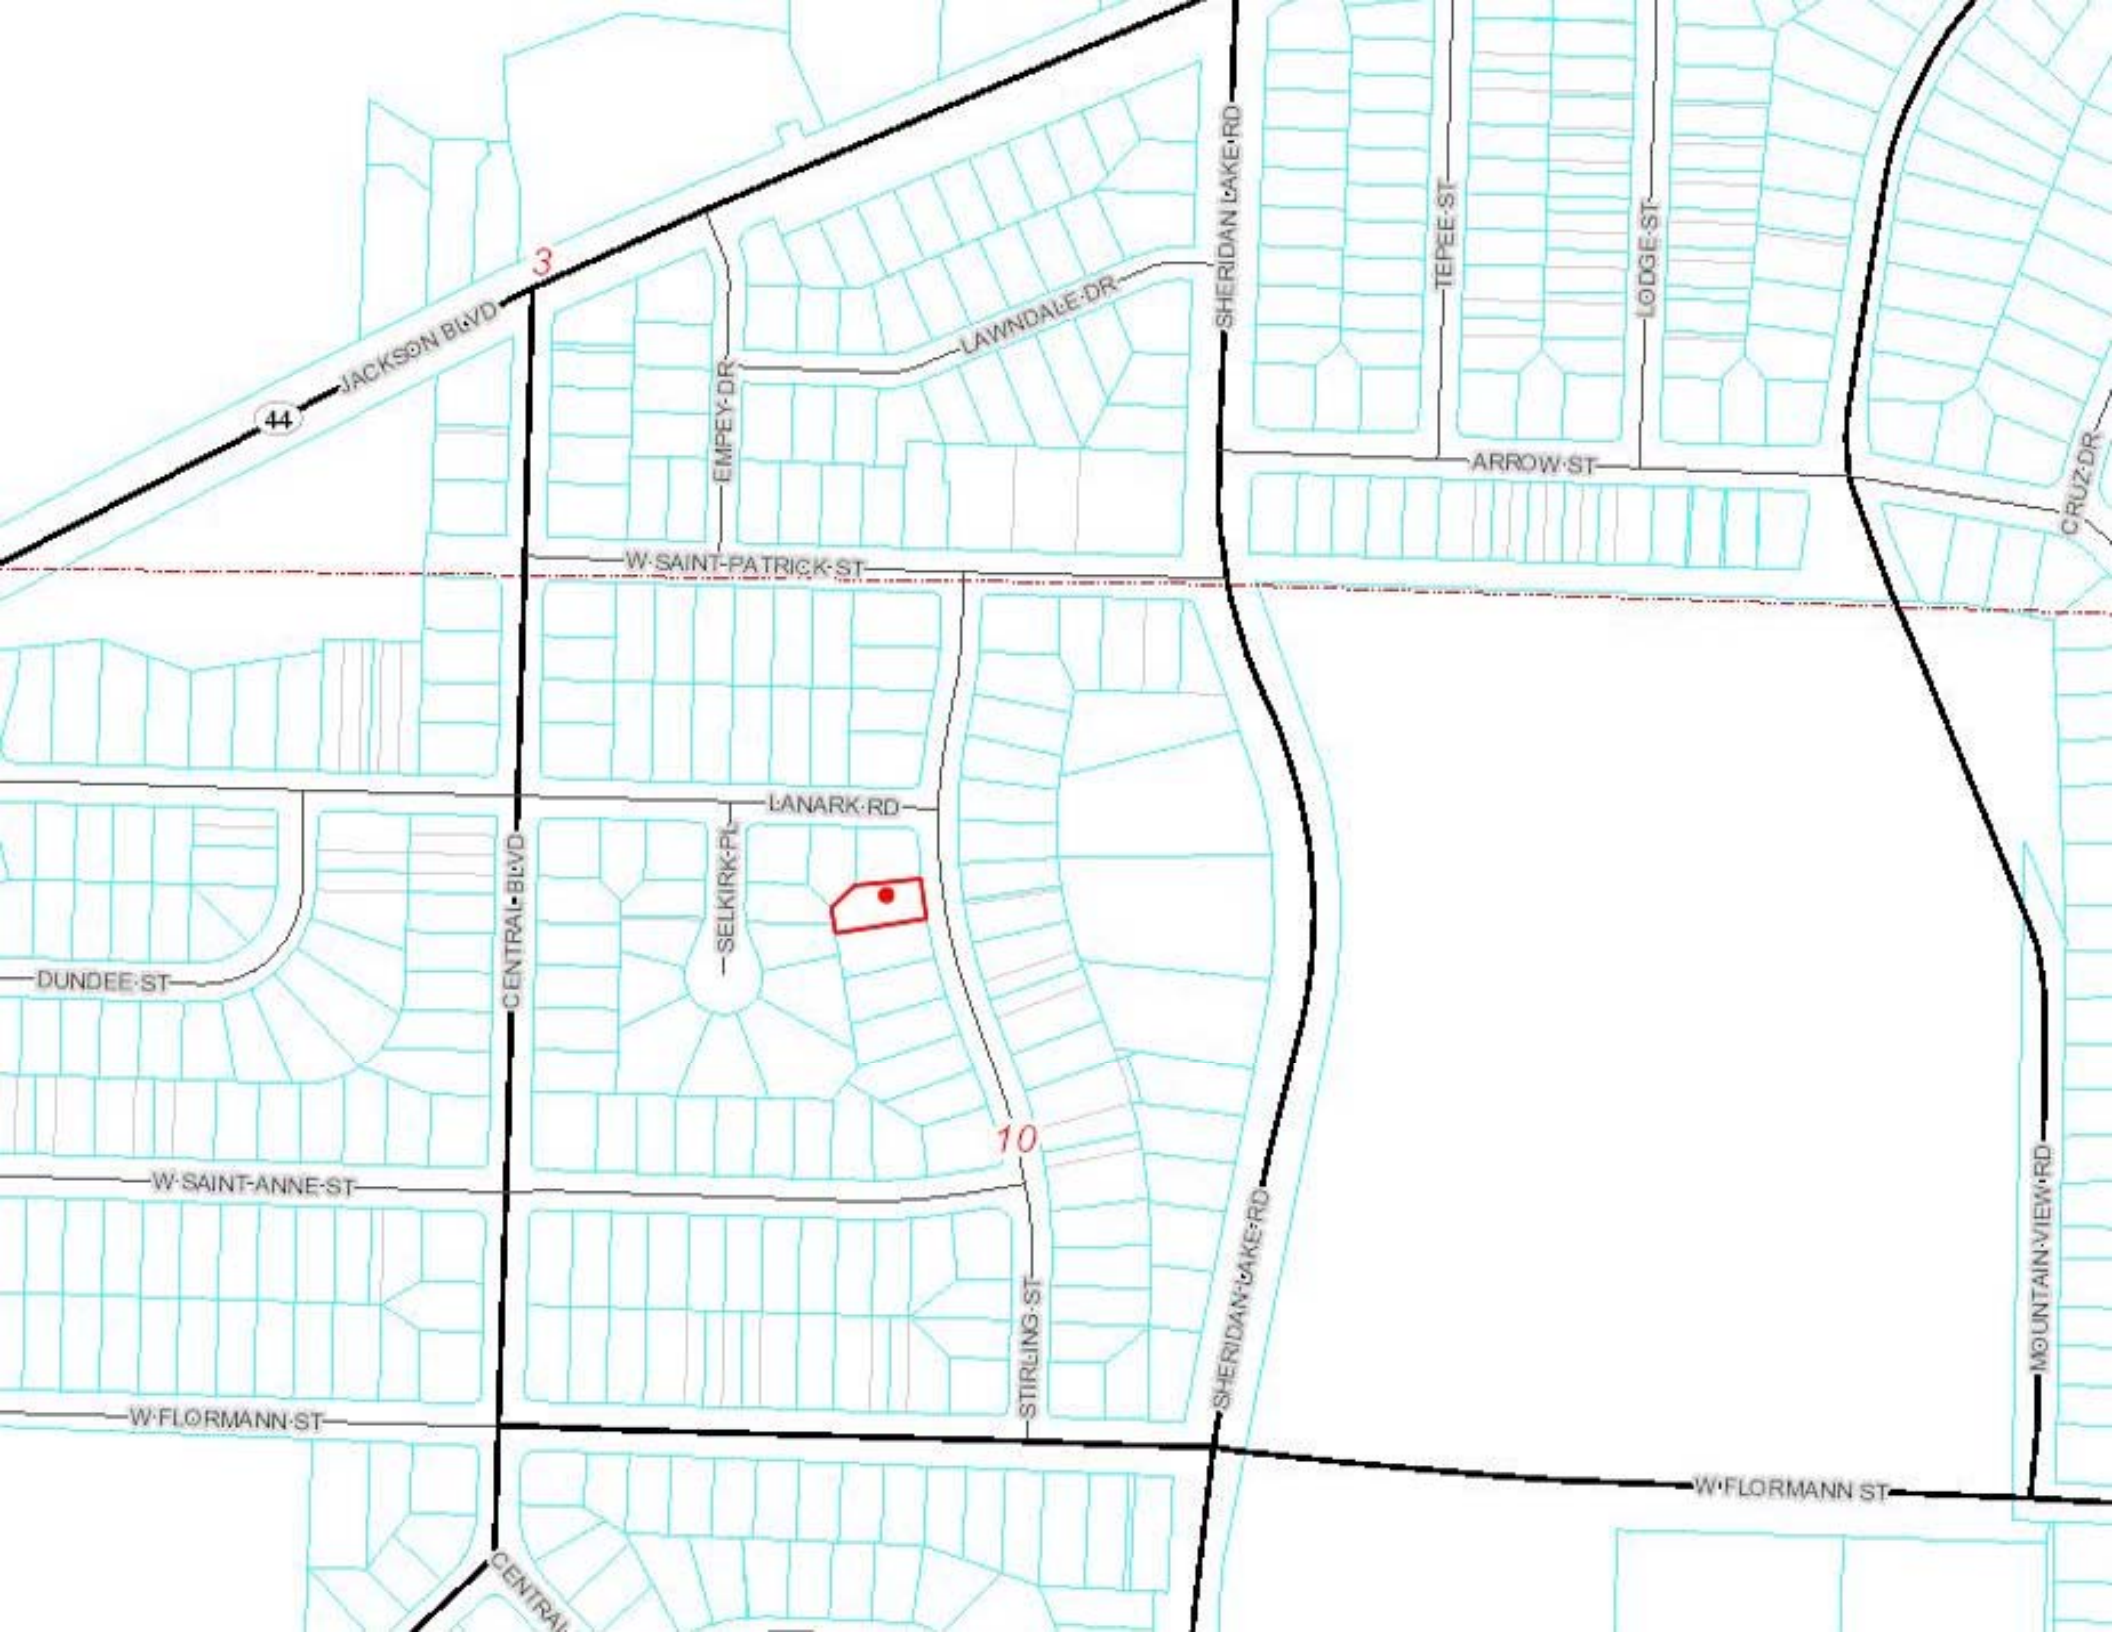 SHERIDAN LAKE RD
TEPEE ST
LODGE ST
3
JACKSON BLVD
LAWNDALE DR
44
EMPEY DR
ARROW ST
CRUZ DR
W SAINT PATRICK ST
LANARK RD
SELKIRK PL
CENTRAL BLVD
DUNDEE ST
10
W SAINT ANNE ST
SHERIDAN LAKE RD
MOUNTAIN VIEW RD
STIRLING ST
W FLORMANN ST
W FLORMANN ST
CENTRAL